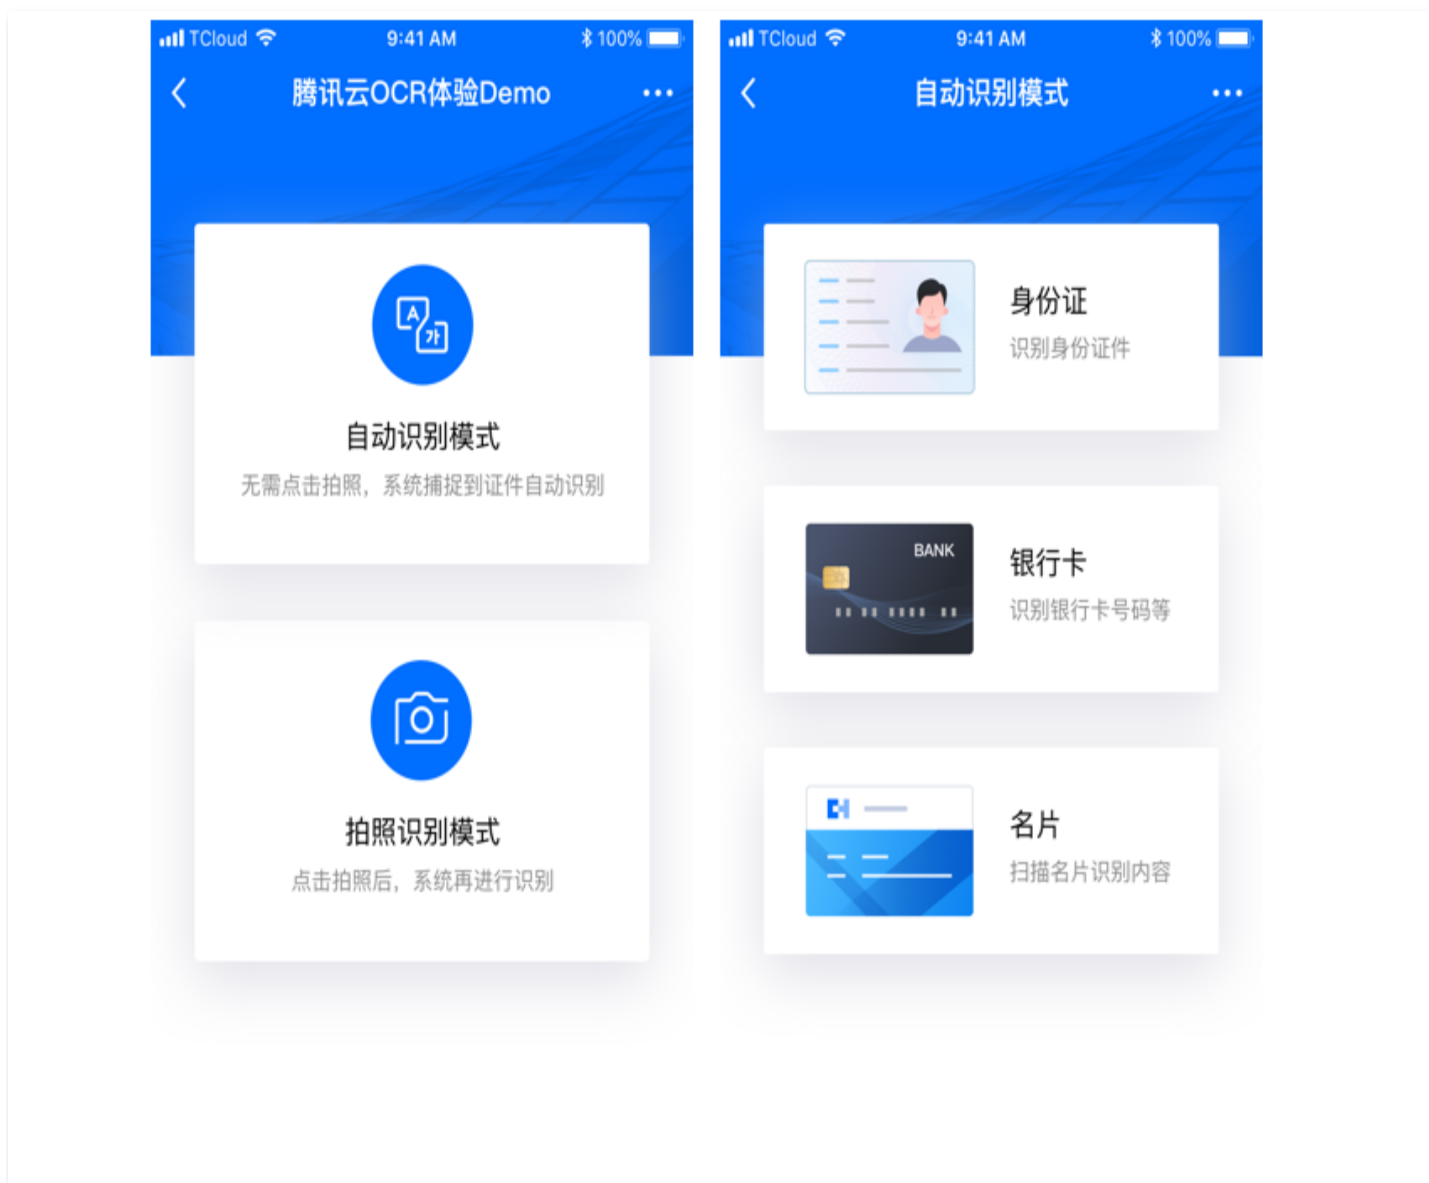 TCloud 9:41 AM 100%
腾讯云OCR体验Demo
A
가
自动识别模式
无需点击拍照，系统捕捉到证件自动识别
拍照识别模式
点击拍照后，系统再进行识别
TCloud 9:41 AM 100%
自动识别模式
身份证
识别身份证件
BANK
银行卡
识别银行卡号码等
名片
扫描名片识别内容